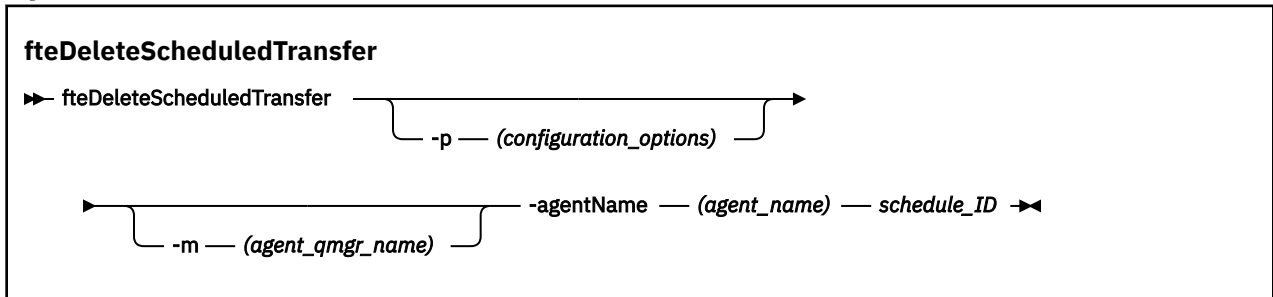 fteDeleteScheduledTransfer
fteDeleteScheduledTransfer
-p (configuration_options)
-agentName (agent_name) schedule_ID
-m (agent_qmgr_name)